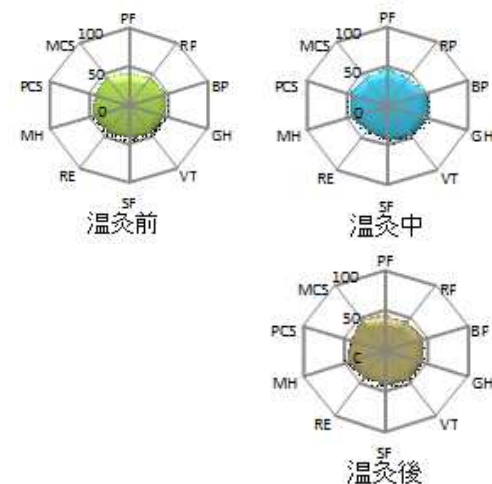 PF
100
MCS
RP
50
PCS
BP
0
MH
GH
RE
VT
SF
温灸前
PF
100
MCS
RP
50
PCS
BP
0
MH
GH
RE
VT
SF
温灸中
PF
100
MCS
RP
50
PCS
BP
C
MH
GH
RE
VT
SF
温灸後